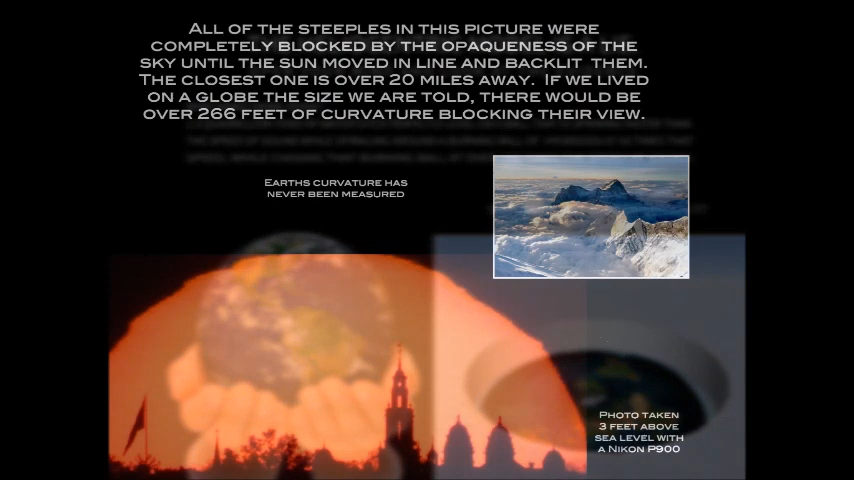 All of the steeples in this picture were
completely blocked by the opaqueness of the
sky until the sun moved in line and backlit them.
The closest one is over 20 miles away. If we lived
on a globe the size we are told, there would be
over 266 feet of curvature blocking their view.
Earths curvature has
never been measured
Photo taken
3 feet above
sea level with
a Nikon P900